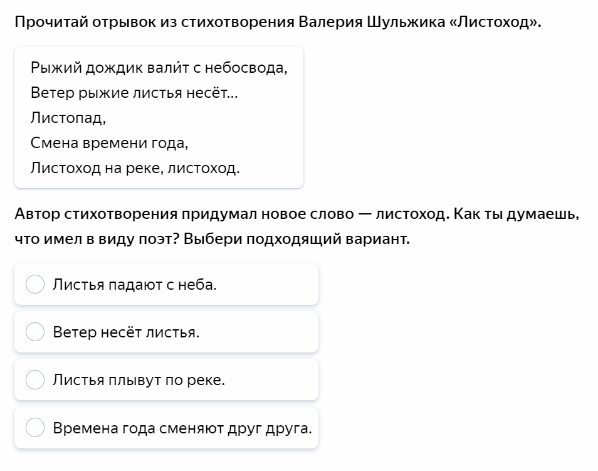 Прочитай отрывок из стихотворения Валерия Шульжика «Листоход».
Рыжий дождик вали́т с небосвода,
Ветер рыжие листья несёт...
Листопад,
Смена времени года,
Листоход на реке, листоход.
Автор стихотворения придумал новое слово — листоход. Как ты думаешь,
что имел в виду поэт? Выбери подходящий вариант.
Листья падают с неба.
Ветер несёт листья.
Листья плывут по реке.
Времена года сменяют друг друга.